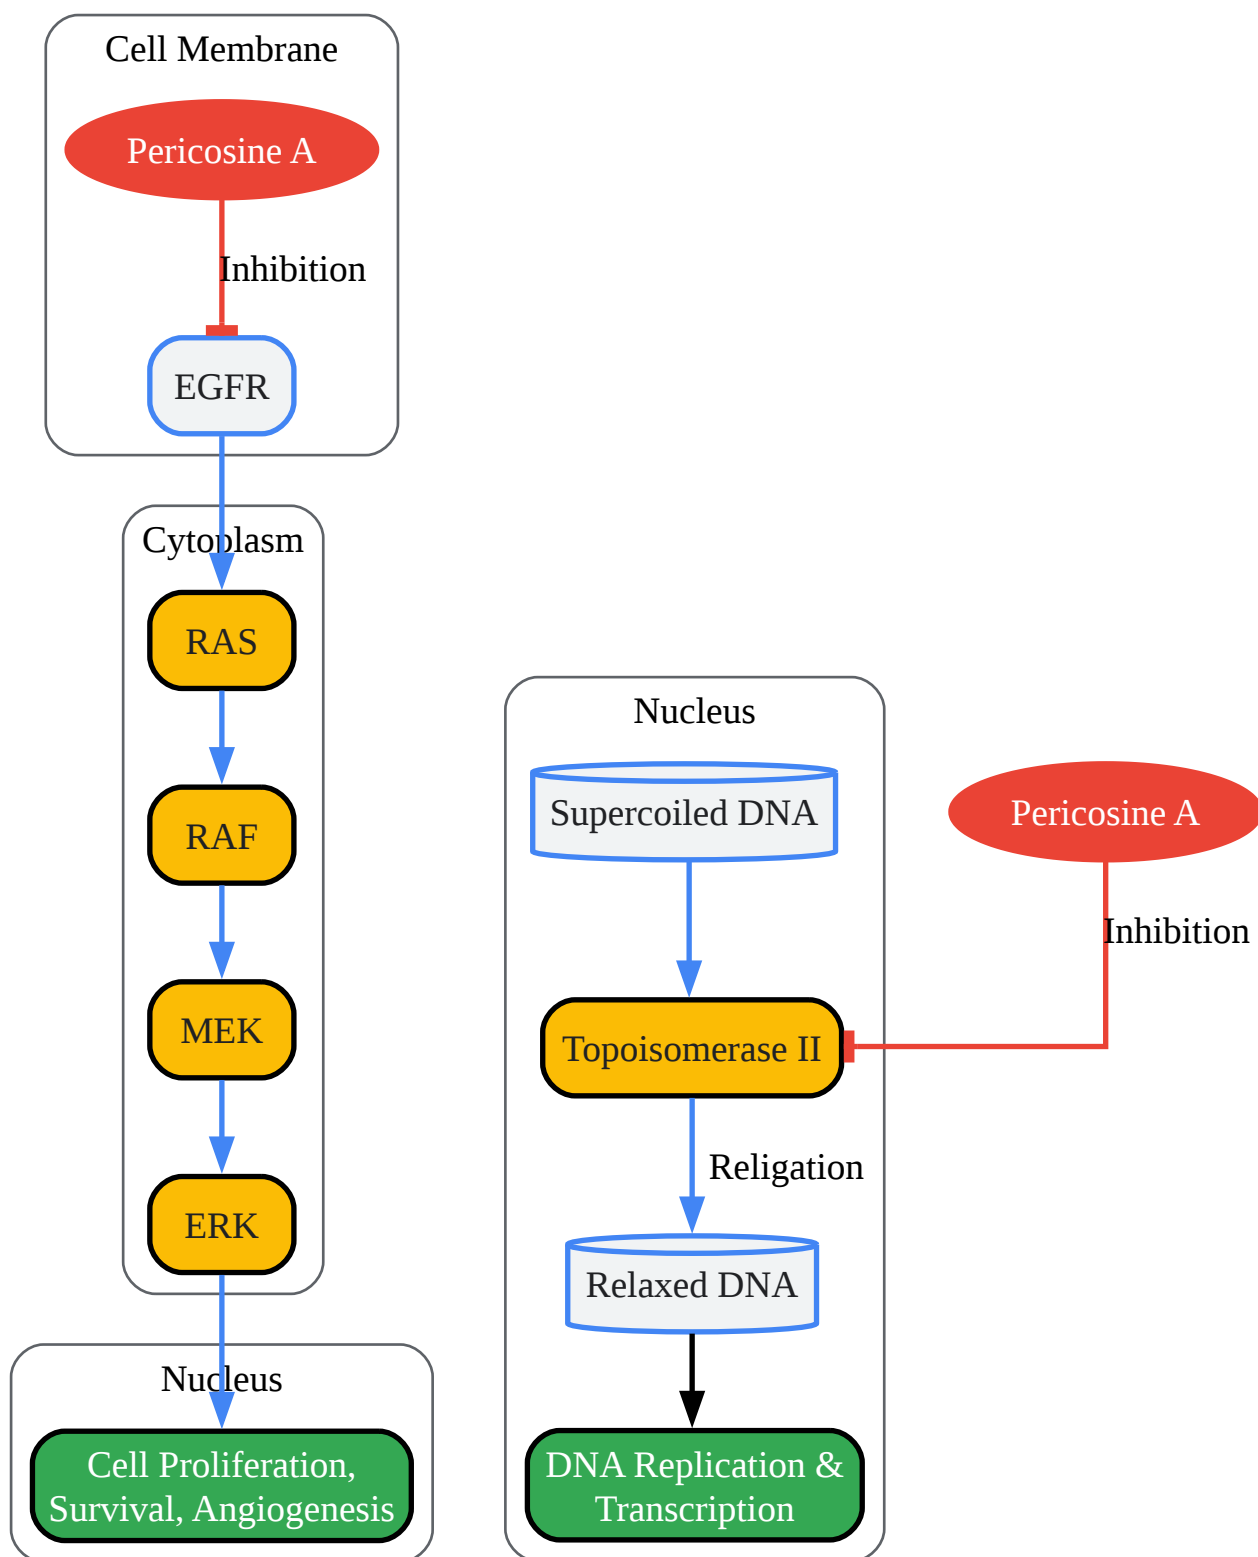 Cell Membrane
Pericosine A
Inhibition
EGFR
Cytoplasm
RAS
RAF
MEK
ERK
Nucleus
Cell Proliferation,
Survival, Angiogenesis
Nucleus
Supercoiled DNA
Pericosine A
Inhibition
Topoisomerase II
Religation
Relaxed DNA
DNA Replication &
Transcription